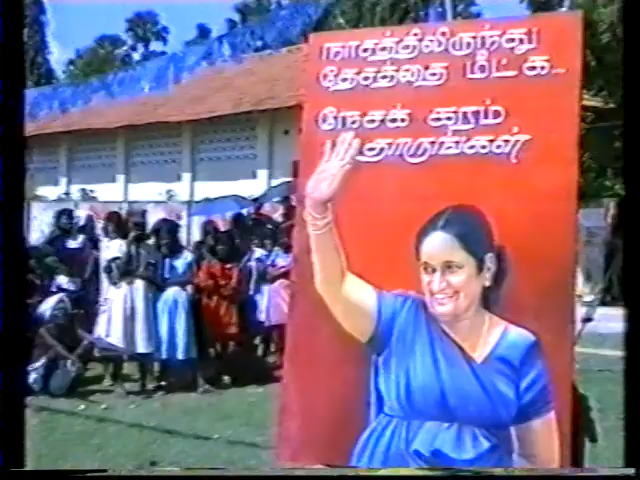 நாசத்திலிருந்து
தேசத்தை மீட்க...
நேசக் கரம்
தாருங்கள்